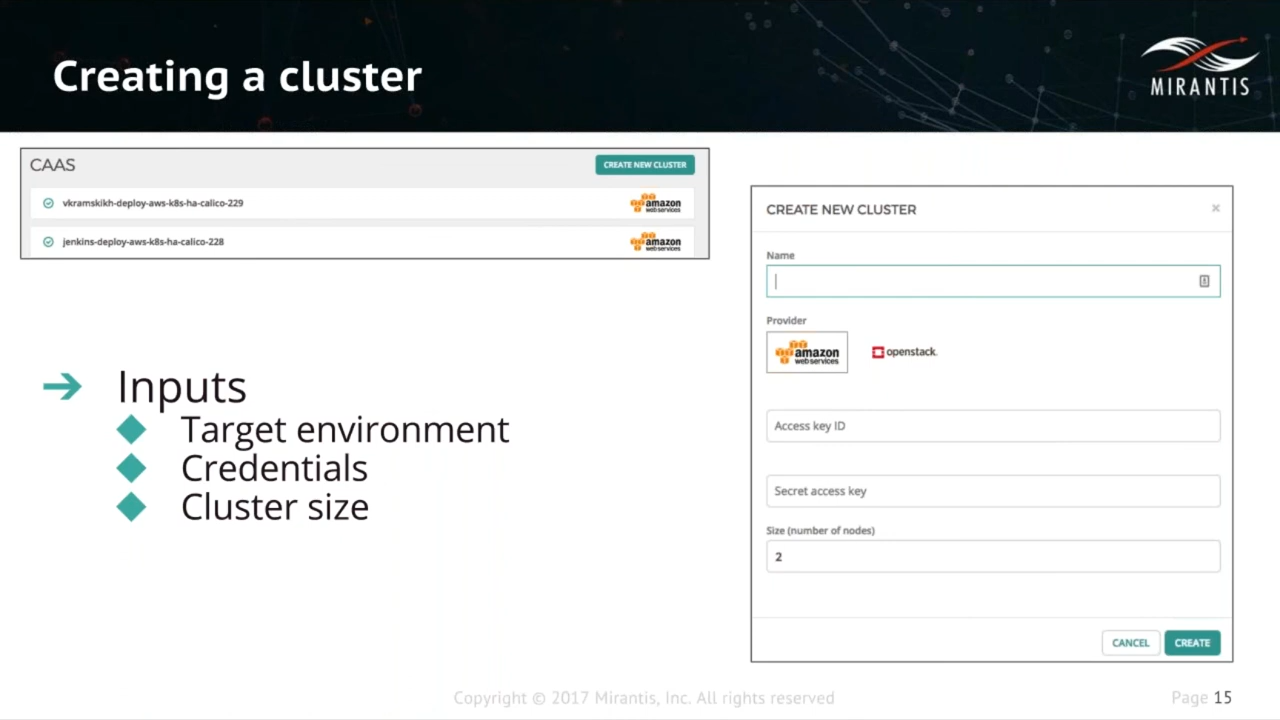 Creating a cluster
MIRANTIS
CAAS
CREATE NEW CLUSTER
vkramskikh-deploy-aws-k8s-ha-calico-229
amazon
web services
jenkins-deploy-aws-k8s-ha-calico-228
amazon
web services
Inputs
Target environment
Credentials
Cluster size
CREATE NEW CLUSTER
Name
Provider
amazon
web services
openstack.
Access key ID
Secret access key
Size (number of nodes)
2
CANCEL
CREATE
Copyright © 2017 Mirantis, Inc. All rights reserved
Page 15